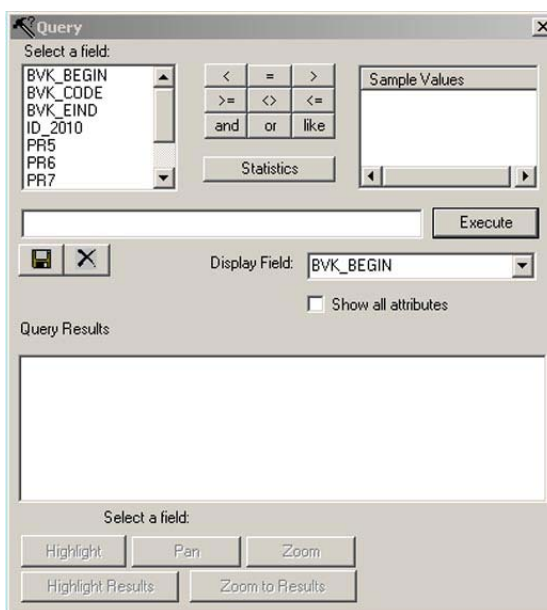 Query
Select a field:
BVK_BEGIN
BVK_CODE
BVK_EIND
ID_2010
PR5
PR6
PR7
< = >
>= <> <=
and or like
Statistics
Sample Values
Execute
Display Field: BVK_BEGIN
Show all attributes
Query Results
Select a field:
Highlight Pan Zoom
Highlight Results Zoom to Results